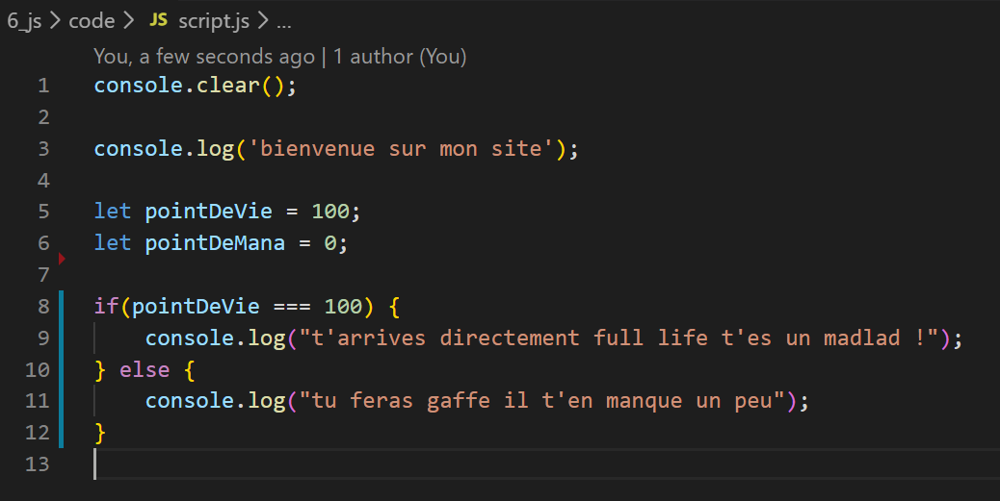 6_js > code > JS script.js > ...
You, a few seconds ago | 1 author (You)
1 console.clear();
2
3 console.log('bienvenue sur mon site');
4
5 let pointDeVie = 100;
6 let pointDeMana = 0;
7
8 if(pointDeVie === 100) {
9 console.log("t'arrives directement full life t'es un madlad !");
10 } else {
11 console.log("tu feras gaffe il t'en manque un peu");
12 }
13